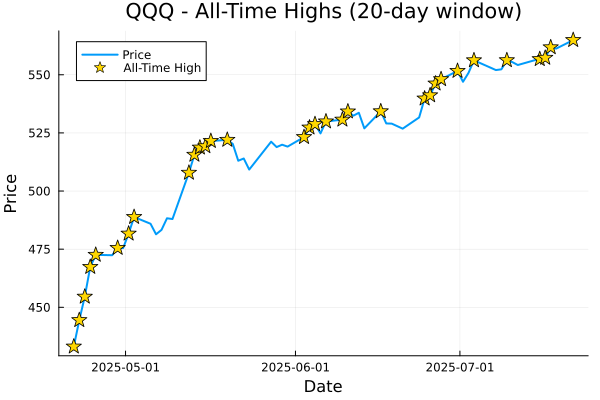 QQQ - All-Time Highs (20-day window)
Price
All-Time High
550
525
500
475
450
Price
2025-05-01
2025-06-01
2025-07-01
Date